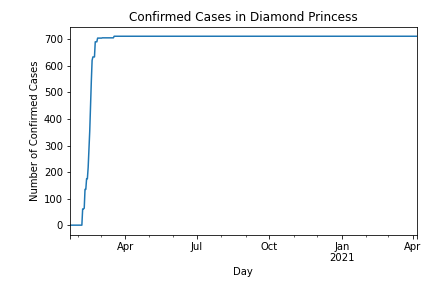 Confirmed Cases in Diamond Princess
Number of Confirmed Cases
700
600
500
400
300
200
100
0
Apr
Jul
Oct
Jan
2021
Apr
Day